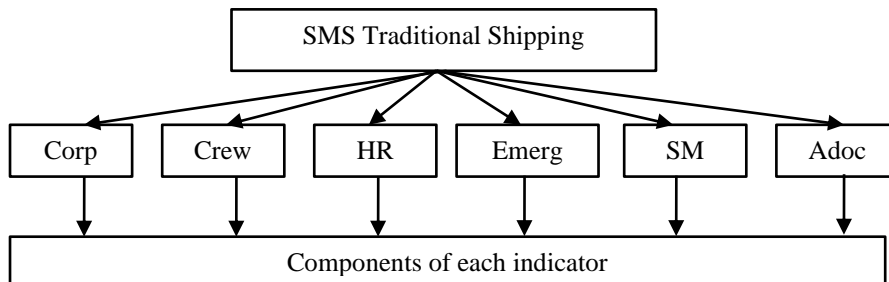 SMS Traditional Shipping
Corp
Crew
HR
Emerg
SM
Adoc
Components of each indicator